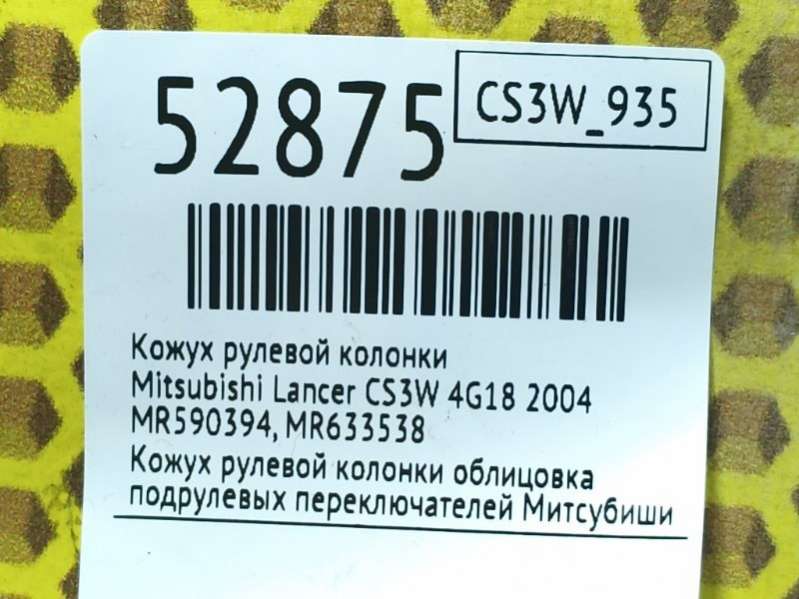 52875
CS3W_935
Кожух рулевой колонки
Mitsubishi Lancer CS3W 4G18 2004
MR590394, MR633538
Кожух рулевой колонки облицовка
подрулевых переключателей Митсубиши